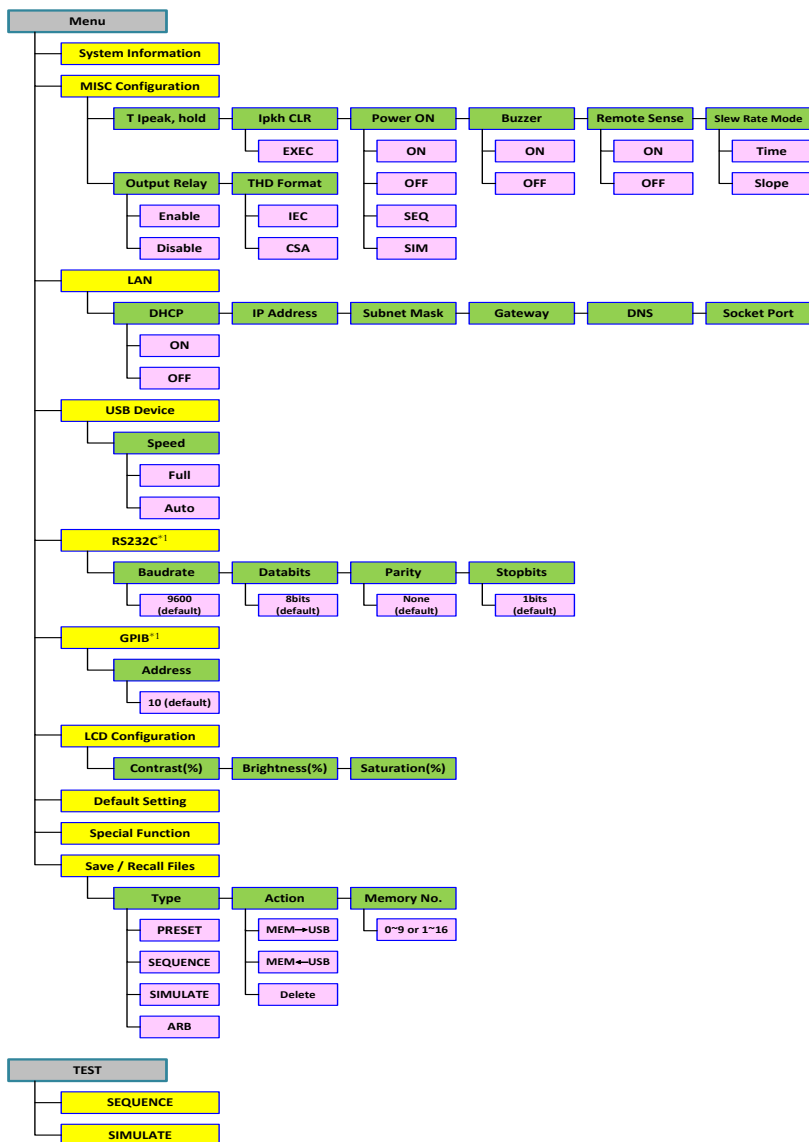 Menu
System Information
MISC Configuration
T Ipeak, hold
Ipkh CLR
Power ON
Buzzer
Remote Sense
Slew Rate Mode
EXEC
ON
ON
ON
Time
OFF
OFF
OFF
Slope
Output Relay
THD Format
Enable
IEC
SEQ
Disable
CSA
SIM
LAN
DHCP
IP Address
Subnet Mask
Gateway
DNS
Socket Port
ON
OFF
USB Device
Speed
Full
Auto
RS232C*1
Baudrate
Databits
Parity
Stopbits
9600
(default)
8bits
(default)
None
(default)
1bits
(default)
GPIB*1
Address
10 (default)
LCD Configuration
Contrast(%)
Brightness(%)
Saturation(%)
Default Setting
Special Function
Save / Recall Files
Type
Action
Memory No.
PRESET
MEM→USB
0~9 or 1~16
SEQUENCE
MEM←USB
SIMULATE
Delete
ARB
TEST
SEQUENCE
SIMULATE